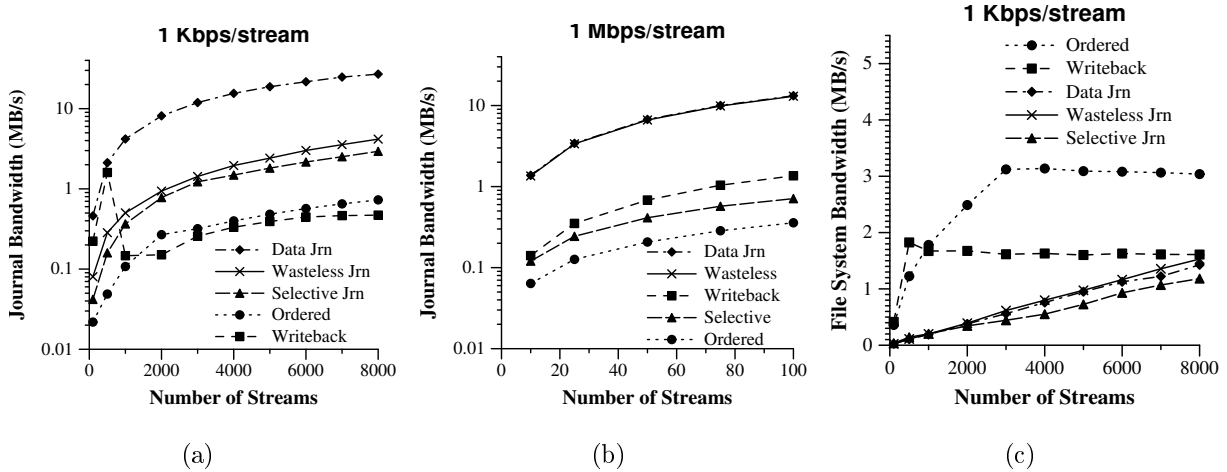 1 Kbps/stream
Journal Bandwidth (MB/s)
10
1
0.1
0.01
0 2000 4000 6000 8000
Data Jrn
Wasteless Jrn
Selective Jrn
Ordered
Writeback
Number of Streams
(a)
1 Mbps/stream
Journal Bandwidth (MB/s)
10
1
0.1
0.01
0 20 40 60 80 100
Data Jrn
Wasteless
Writeback
Selective
Ordered
Number of Streams
(b)
1 Kbps/stream
File System Bandwidth (MB/s)
5
4
3
2
1
0
0 2000 4000 6000 8000
Ordered
Writeback
Data Jrn
Wasteless Jrn
Selective Jrn
Number of Streams
(c)